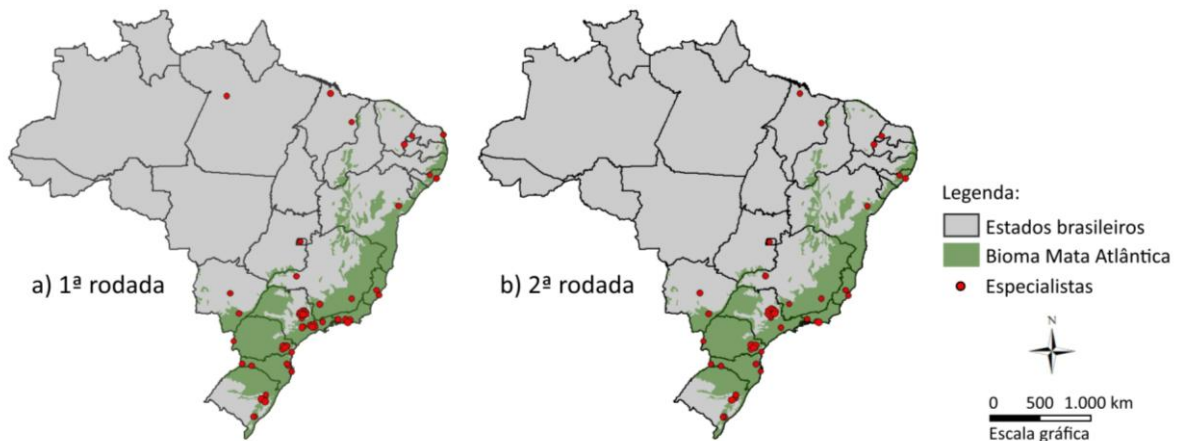 a) 1ª rodada
b) 2ª rodada
Legenda:
Estados brasileiros
Bioma Mata Atlântica
Especialistas
N
0 500 1.000 km
Escala gráfica